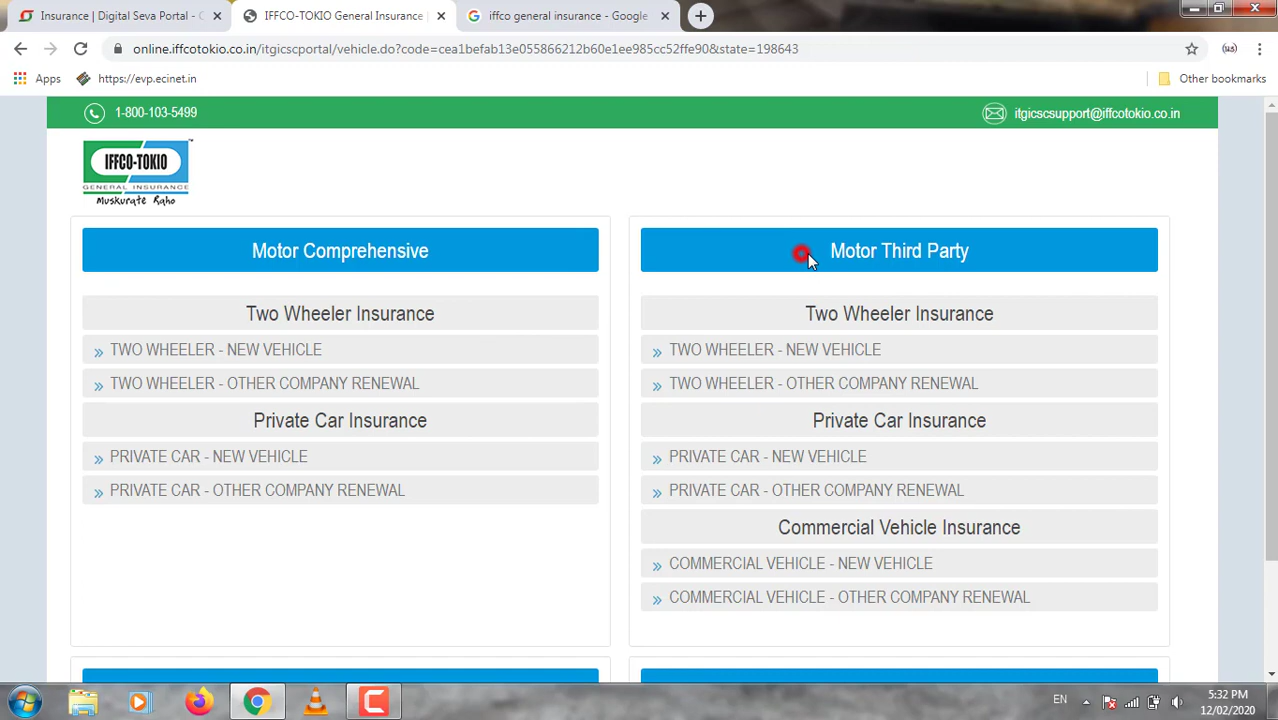 Insurance | Digital Seva Portal - C
IFFCO-TOKIO General Insurance |
iffco general insurance - Google
online.iffcotokio.co.in/itgicscportal/vehicle.do?code=cea1befab13e055866212b60e1ee985cc52ffe90&state=198643
Apps
https://evp.ecinet.in
Other bookmarks
1-800-103-5499
itgicscsupport@iffcotokio.co.in
IFFCO-TOKIO
GENERAL INSURANCE
Muskurate Raho
Motor Comprehensive
Two Wheeler Insurance
» TWO WHEELER - NEW VEHICLE
» TWO WHEELER - OTHER COMPANY RENEWAL
Private Car Insurance
» PRIVATE CAR - NEW VEHICLE
» PRIVATE CAR - OTHER COMPANY RENEWAL
Motor Third Party
Two Wheeler Insurance
» TWO WHEELER - NEW VEHICLE
» TWO WHEELER - OTHER COMPANY RENEWAL
Private Car Insurance
» PRIVATE CAR - NEW VEHICLE
» PRIVATE CAR - OTHER COMPANY RENEWAL
Commercial Vehicle Insurance
» COMMERCIAL VEHICLE - NEW VEHICLE
» COMMERCIAL VEHICLE - OTHER COMPANY RENEWAL
EN
5:32 PM
12/02/2020